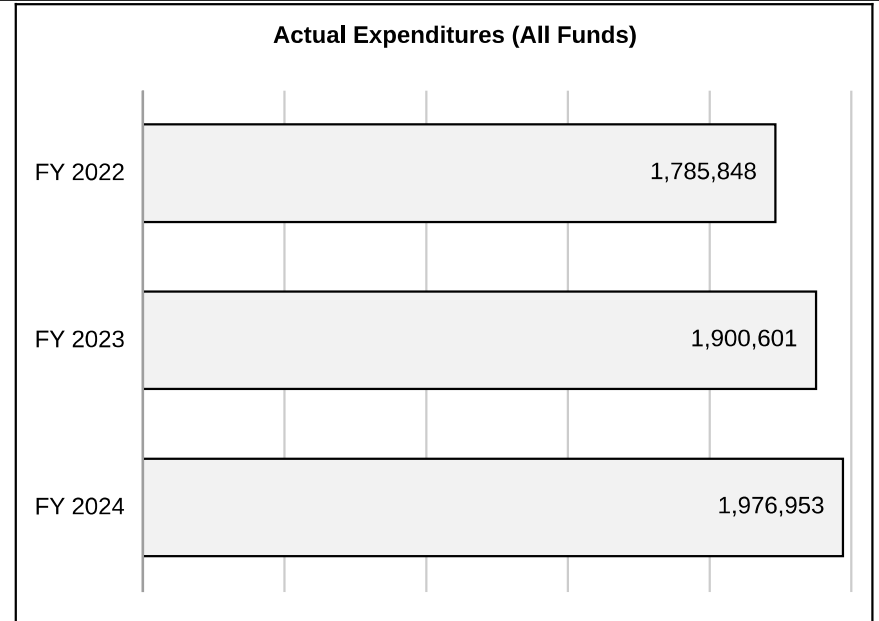 Actual Expenditures (All Funds)
FY 2022 1,785,848
FY 2023 1,900,601
FY 2024 1,976,953